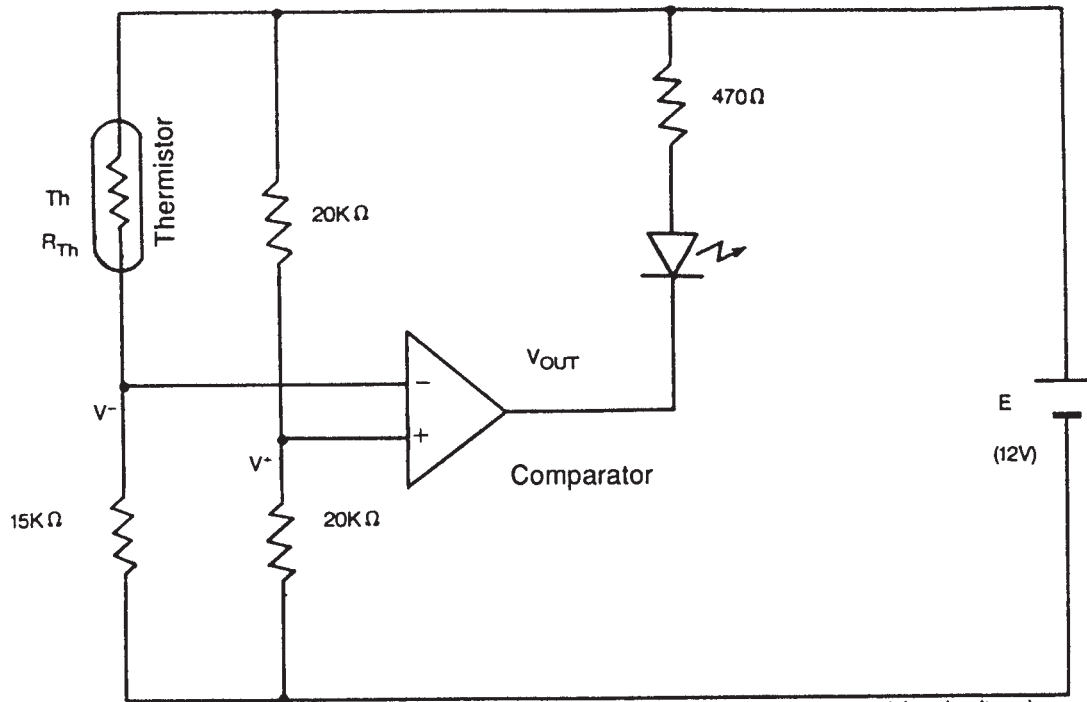 470Ω
Thermistor
Th
RTh
20KΩ
VOUT
−
V−
E
+
V+
(12V)
Comparator
15KΩ
20KΩ